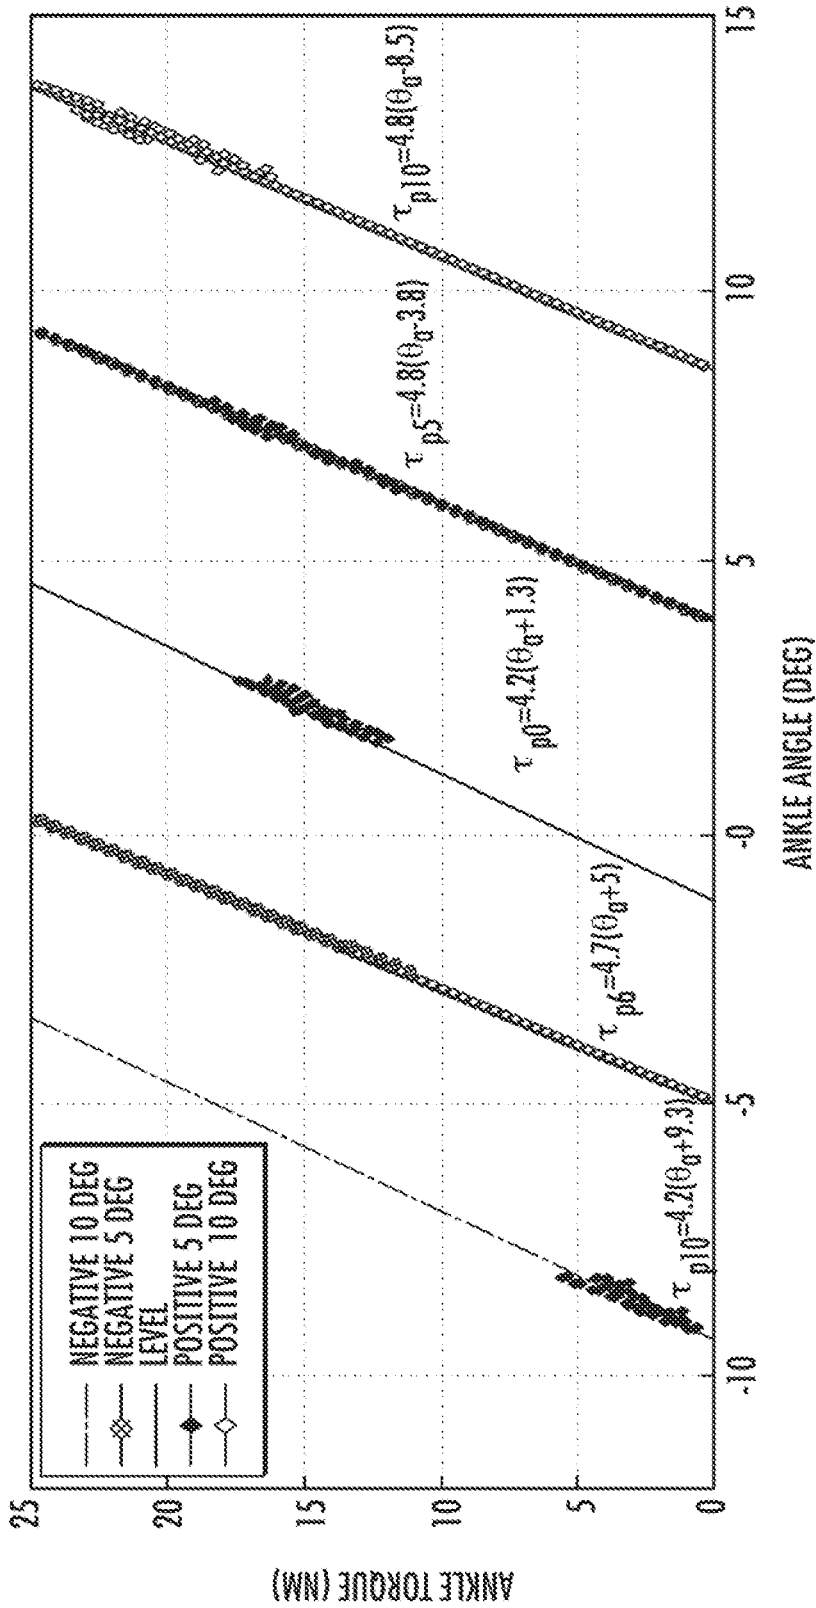 NEGATIVE 10 DEG
NEGATIVE 5 DEG
LEVEL
POSITIVE 5 DEG
POSITIVE 10 DEG
25
20
15
10
5
0
ANKLE TORQUE (NM)
τp10=4.2(θa+9.3)
τp6=4.7(θa+5)
τp0=4.2(θa+1.3)
τp5=4.8(θa-3.8)
τp10=4.8(θa-8.5)
-10
-5
-0
5
10
15
ANKLE ANGLE (DEG)